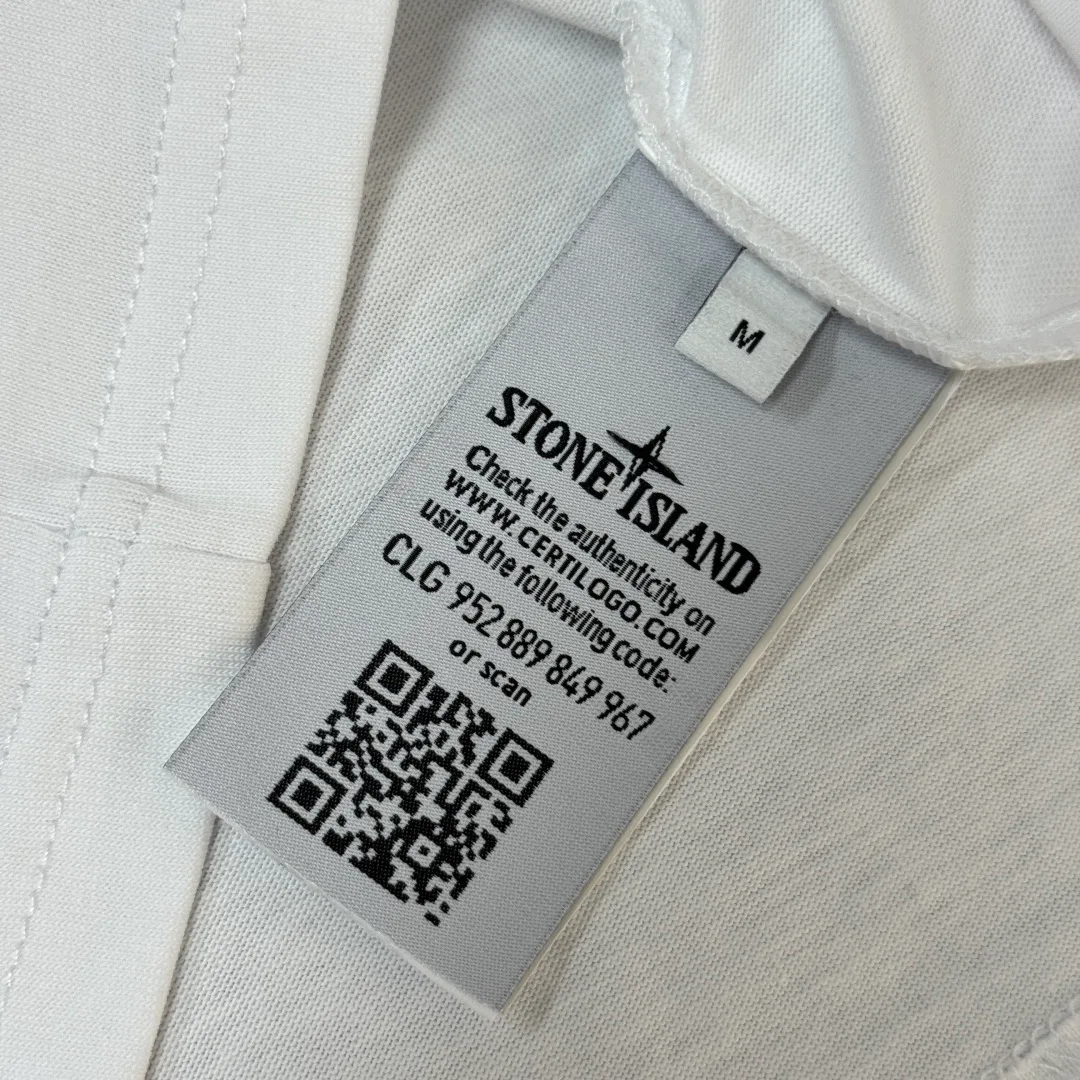 M
STONE ISLAND
Check the authenticity on
WWW.CERTILOGO.COM
using the following code:
CLG 952 889 849 967
or scan